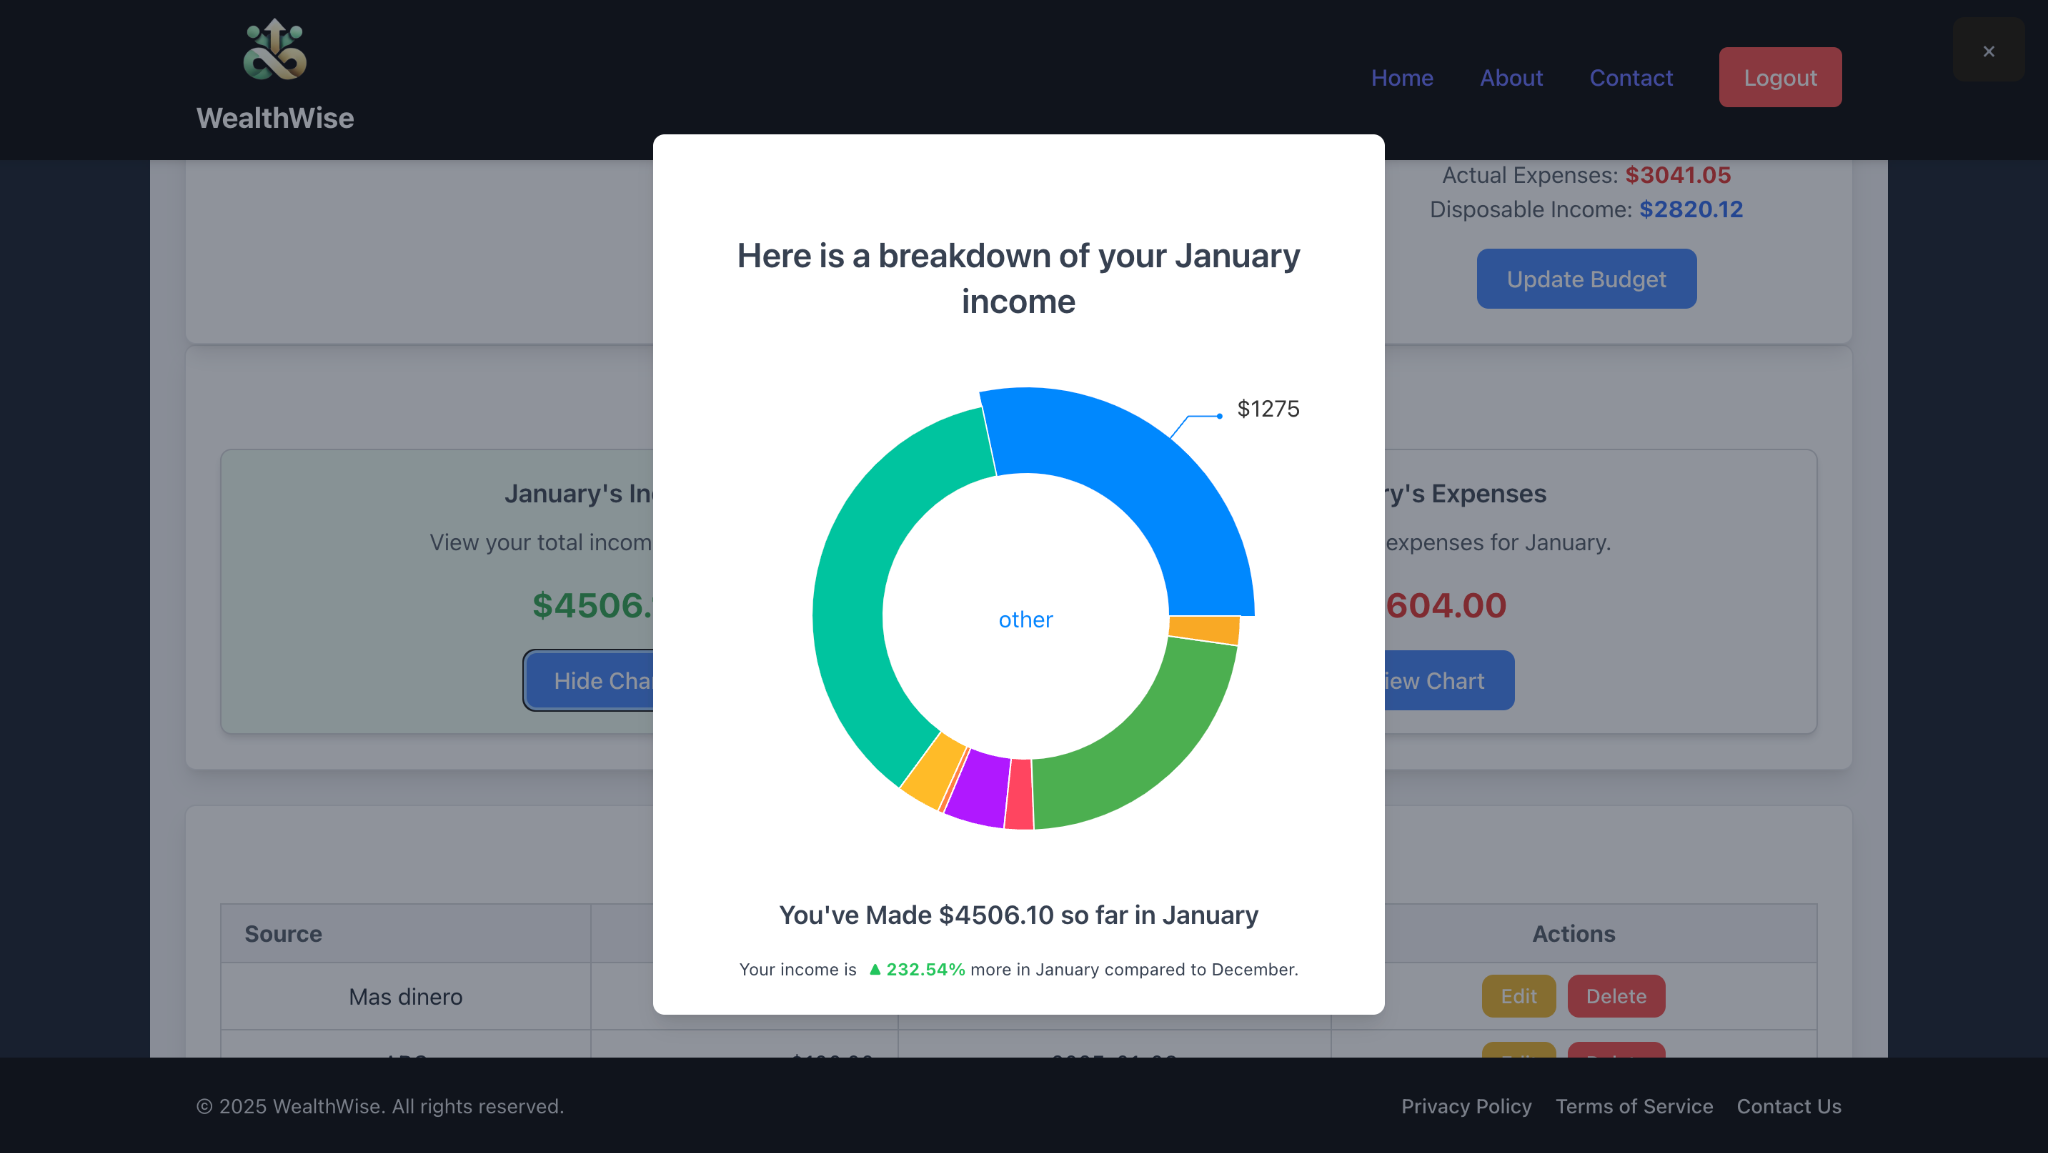 WealthWise
Home About Contact Logout
×
Actual Expenses: $3041.05
Disposable Income: $2820.12
Update Budget
Here is a breakdown of your January
income
$1275
other
You've Made $4506.10 so far in January
Your income is ▲ 232.54% more in January compared to December.
January's In
View your total incom
$4506.
Hide Cha
ry's Expenses
expenses for January.
604.00
iew Chart
Source Actions
Mas dinero Edit Delete
© 2025 WealthWise. All rights reserved.
Privacy Policy Terms of Service Contact Us